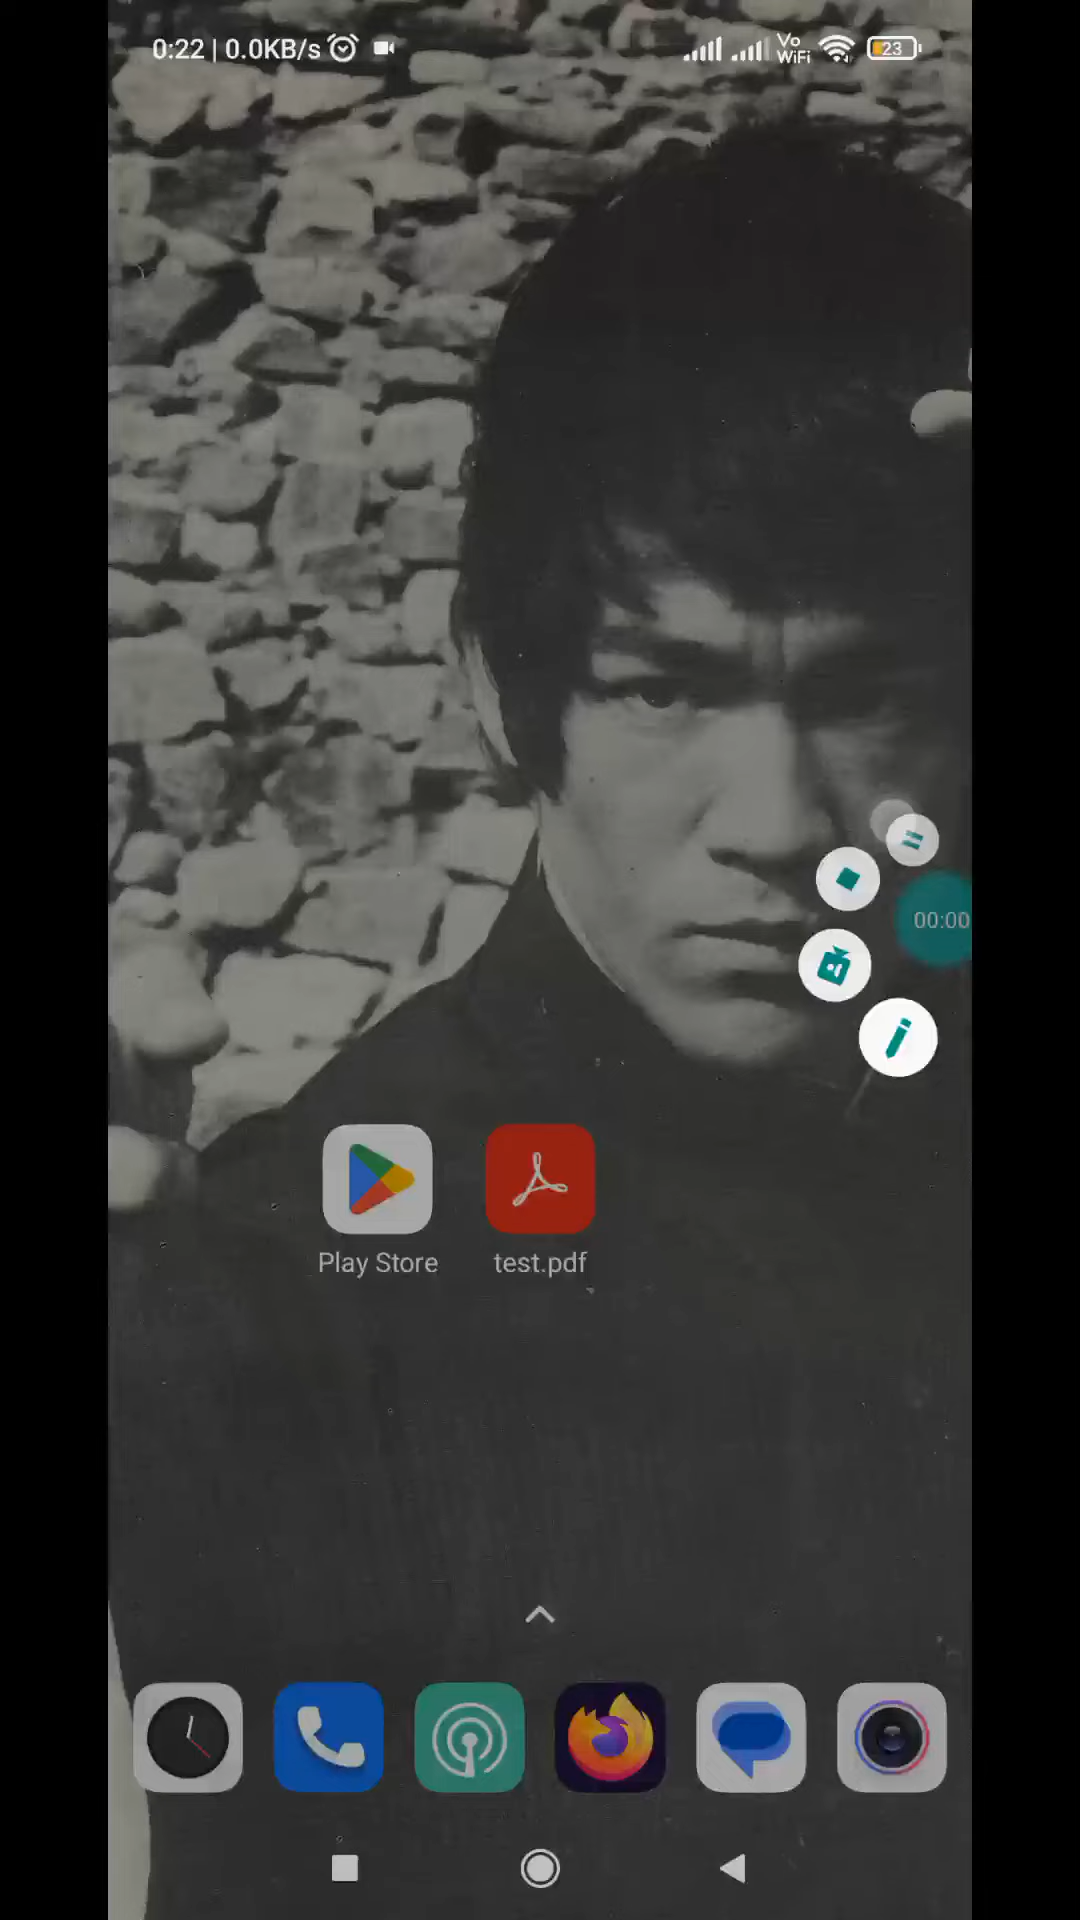 0:22 | 0.0KB/s
Vo
WiFi
23
00:00
Play Store
test.pdf